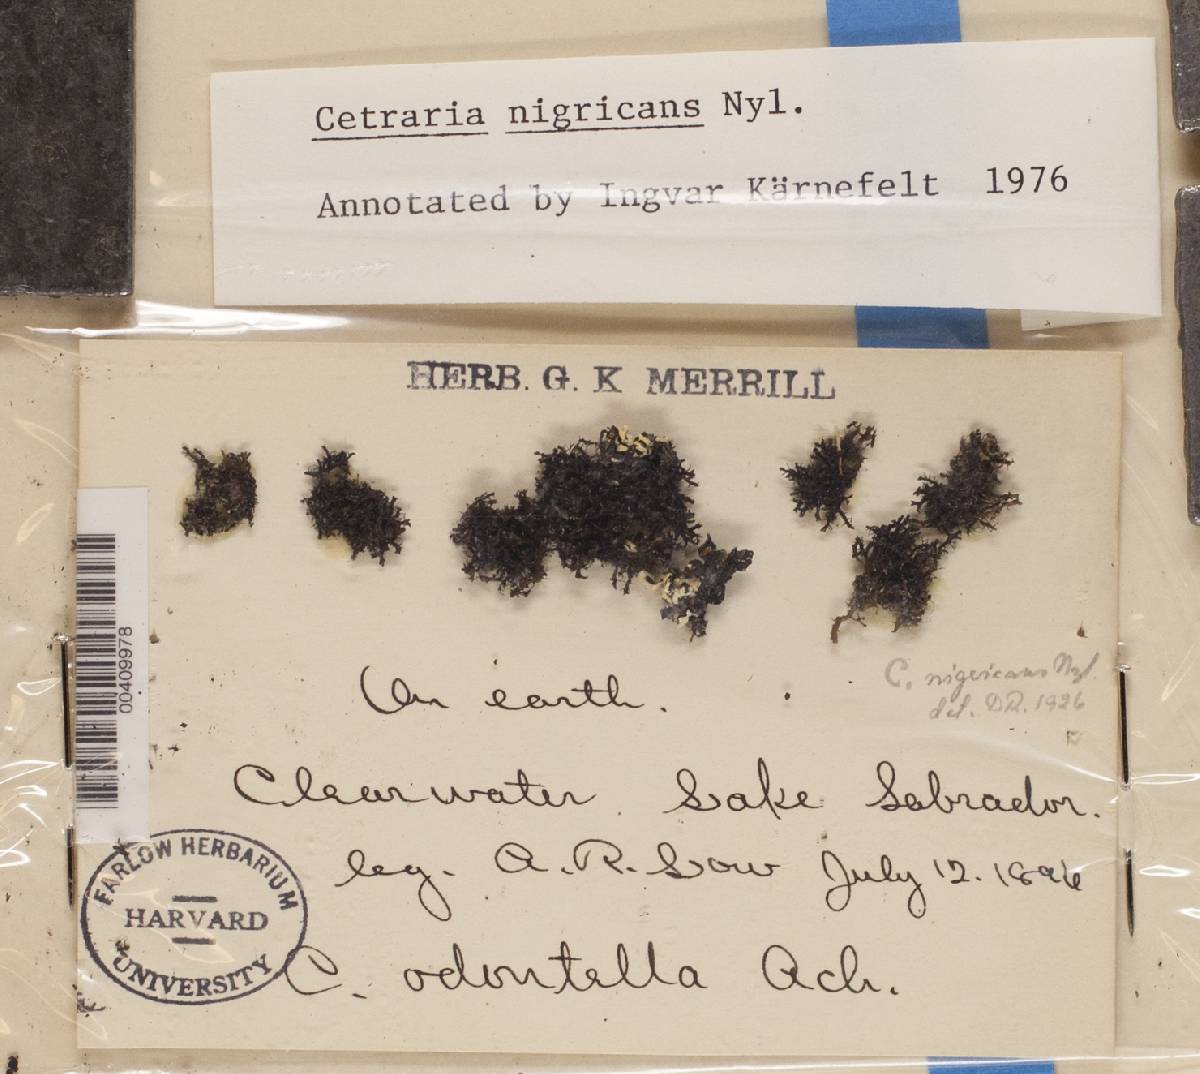 Cetraria nigricans Nyl.
Annotated by Ingvar Kärnefelt 1976
HERB. G. K MERRILL
On earth.
C. nigricans Nyl.
det. DR. 1926
Clearwater Lake Labrador.
leg. A. R. Low July 12. 1896
C. odontella Ach.
00409978
FARLOW HERBARIUM
HARVARD
UNIVERSITY